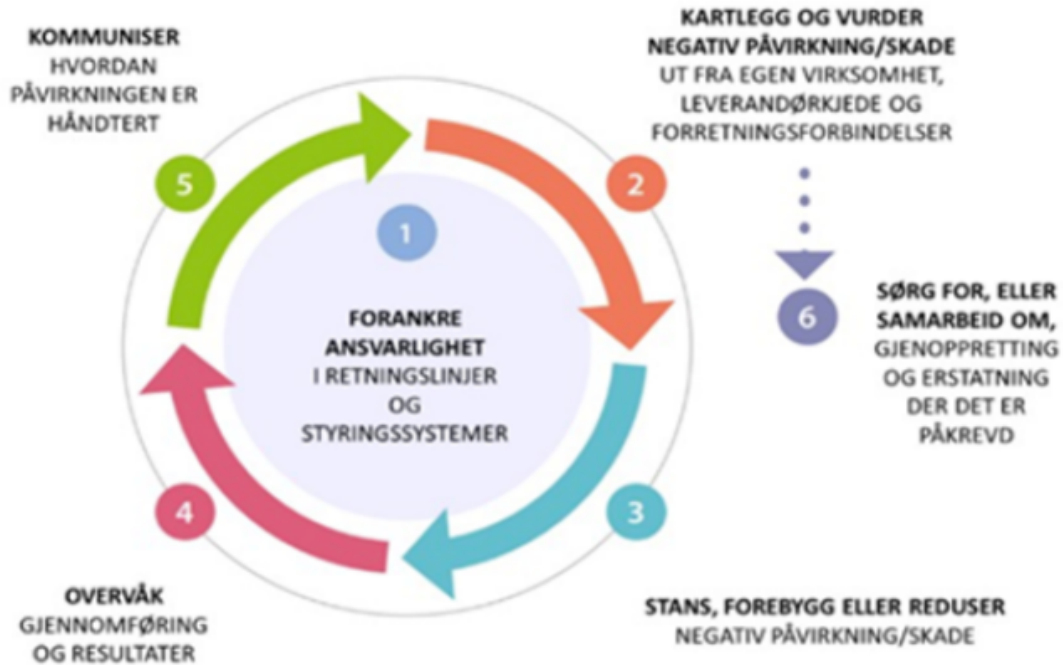 KOMMUNISER
HVORDAN
PÅVIRKNINGEN ER
HÅNDTERT
5
KARTLEGG OG VURDER
NEGATIV PÅVIRKNING/SKADE
UT FRA EGEN VIRKSOMHET,
LEVERANDØRKJEDE OG
FORRETNINGSFORBINDELSER
2
1
FORANKRE
ANSVARLIGHET
I RETNINGSLINJER
OG
STYRINGSSYSTEMER
6
SØRG FOR, ELLER
SAMARBEID OM,
GJENOPPRETTING
OG ERSTATNING
DER DET ER
PÅKREVD
4
OVERVÅK
GJENNOMFØRING
OG RESULTATER
3
STANS, FOREBYGG ELLER REDUSER
NEGATIV PÅVIRKNING/SKADE